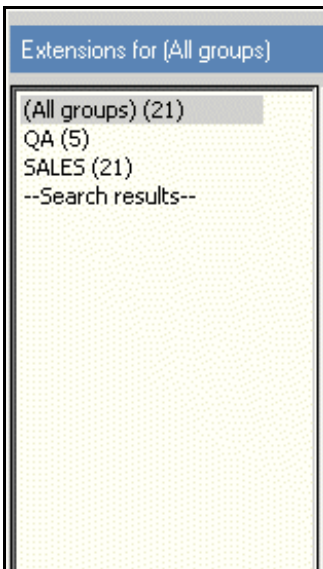 Extensions for (All groups)
(All groups) (21)
QA (5)
SALES (21)
--Search results--